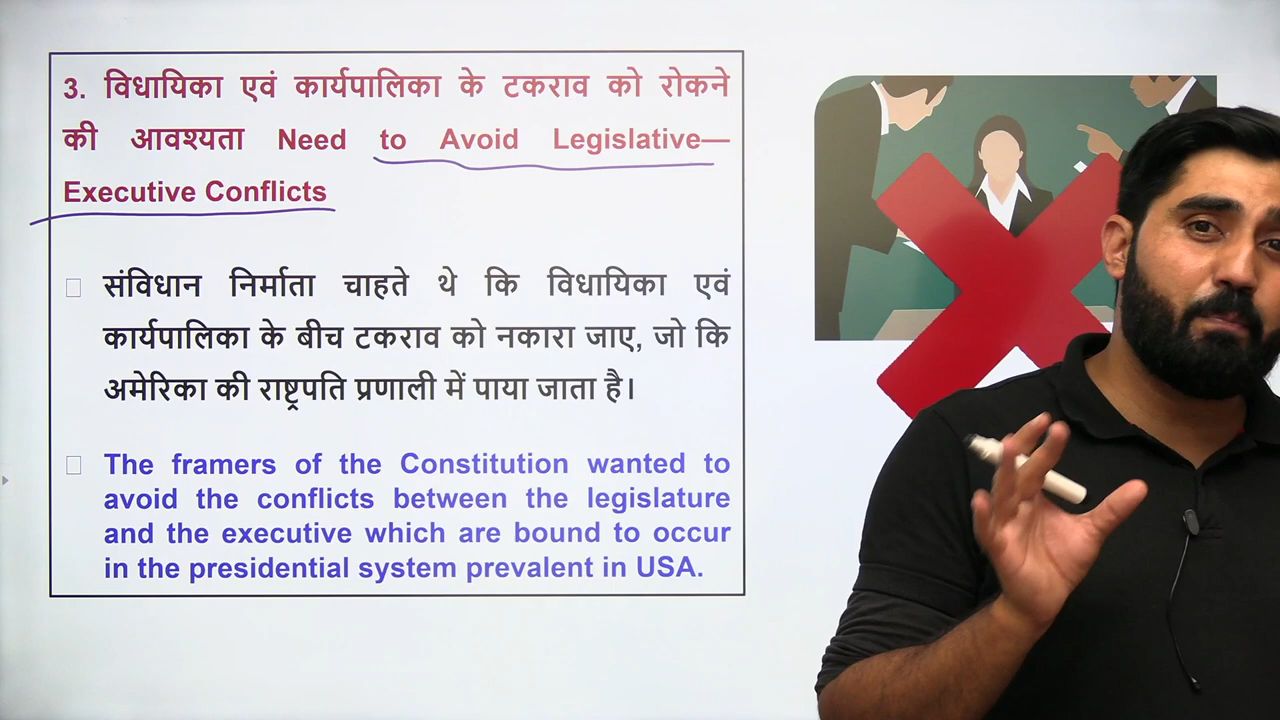 3. विधायिका एवं कार्यपालिका के टकराव को रोकने
की आवश्यता Need to Avoid Legislative—
Executive Conflicts
संविधान निर्माता चाहते थे कि विधायिका एवं
कार्यपालिका के बीच टकराव को नकारा जाए, जो कि
अमेरिका की राष्ट्रपति प्रणाली में पाया जाता है।
The framers of the Constitution wanted to
avoid the conflicts between the legislature
and the executive which are bound to occur
in the presidential system prevalent in USA.